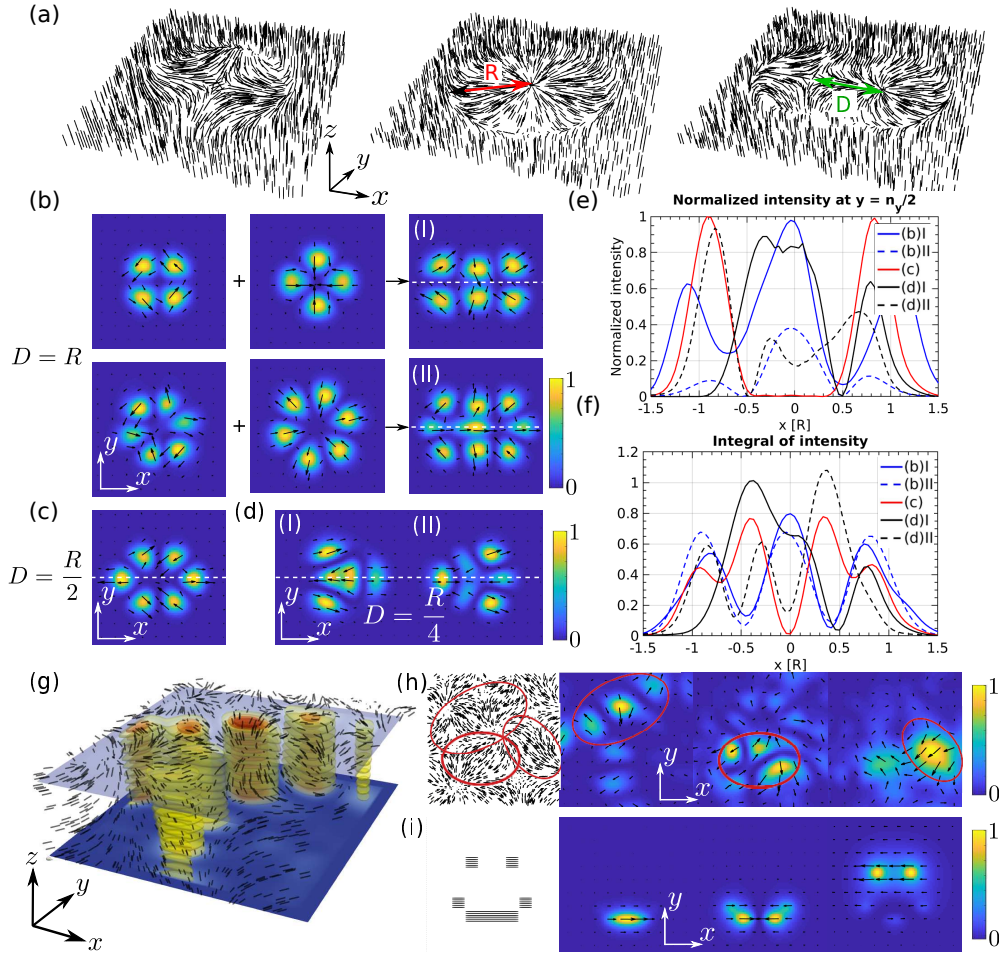 (a)
R
D
z
y
x
(b)
(I)
+
D = R
(II)
1
+
y
x
0
(c)
(d)
(I)
(II)
1
D = R/2
y
x
y
x
D = R/4
0
(e)
Normalized intensity at y = n_y/2
Normalized intensity
1
0.8
0.6
0.4
0.2
0
(b)I
(b)II
(c)
(d)I
(d)II
-1.5 -1 -0.5 0 0.5 1 1.5
x [R]
(f)
Integral of intensity
1.2
1
0.8
0.6
0.4
0.2
0
(b)I
(b)II
(c)
(d)I
(d)II
-1.5 -1 -0.5 0 0.5 1 1.5
x [R]
(g)
z
y
x
(h)
y
x
1
0
(i)
y
x
1
0